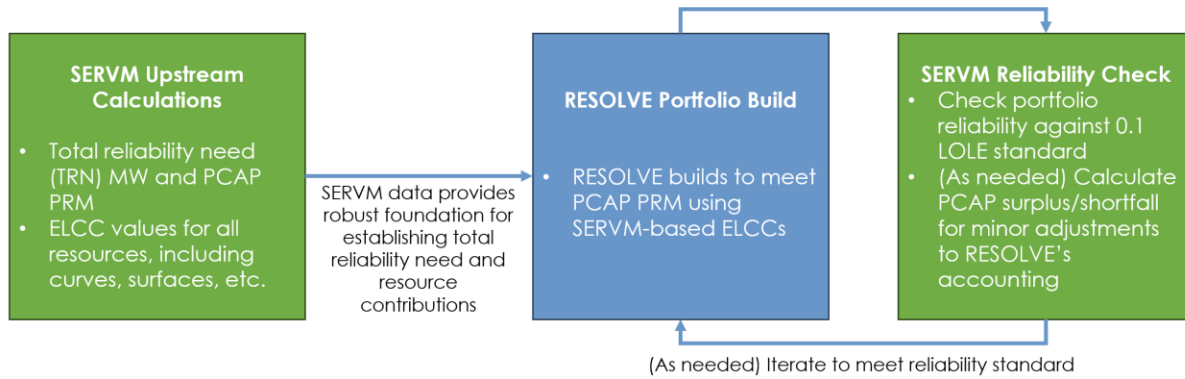 SERVM Upstream
Calculations
• Total reliability need
(TRN) MW and PCAP
PRM
• ELCC values for all
resources, including
curves, surfaces, etc.
SERVM data provides
robust foundation for
establishing total
reliability need and
resource
contributions
RESOLVE Portfolio Build
• RESOLVE builds to meet
PCAP PRM using
SERVM-based ELCCs
SERVM Reliability Check
• Check portfolio
reliability against 0.1
LOLE standard
• (As needed) Calculate
PCAP surplus/shortfall
for minor adjustments
to RESOLVE’s
accounting
(As needed) Iterate to meet reliability standard